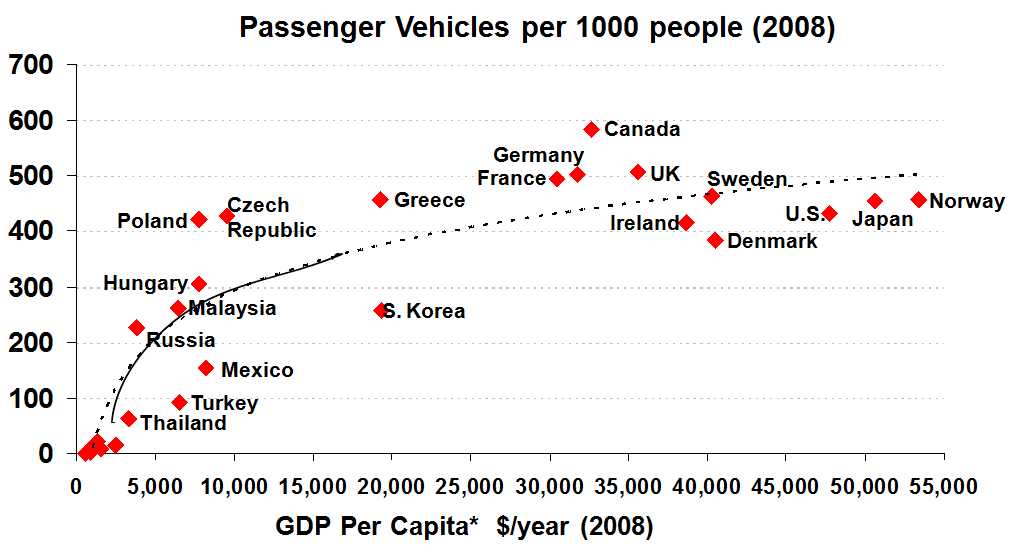 Passenger Vehicles per 1000 people (2008)
700
600
500
400
300
200
100
0
Canada
Germany
France
UK
Sweden
Greece
Czech
Republic
Poland
Norway
U.S.
Japan
Ireland
Denmark
Hungary
Malaysia
S. Korea
Russia
Mexico
Turkey
Thailand
0 5,000 10,000 15,000 20,000 25,000 30,000 35,000 40,000 45,000 50,000 55,000
GDP Per Capita* $/year (2008)